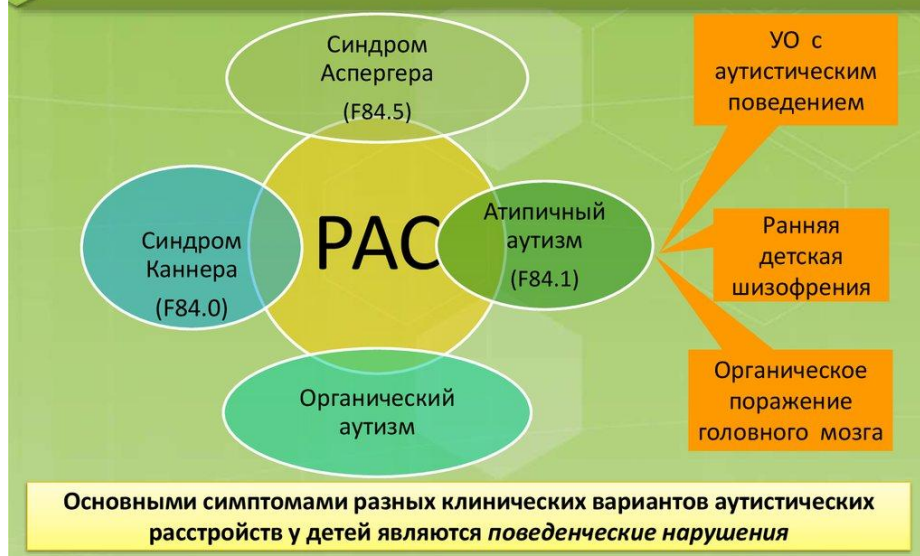 Синдром
Аспергера
(F84.5)
УО с
аутистическим
поведением
РАС
Синдром
Каннера
(F84.0)
Атипичный
аутизм
(F84.1)
Ранняя
детская
шизофрения
Органический
аутизм
Органическое
поражение
головного мозга
Основными симптомами разных клинических вариантов аутистических
расстройств у детей являются поведенческие нарушения